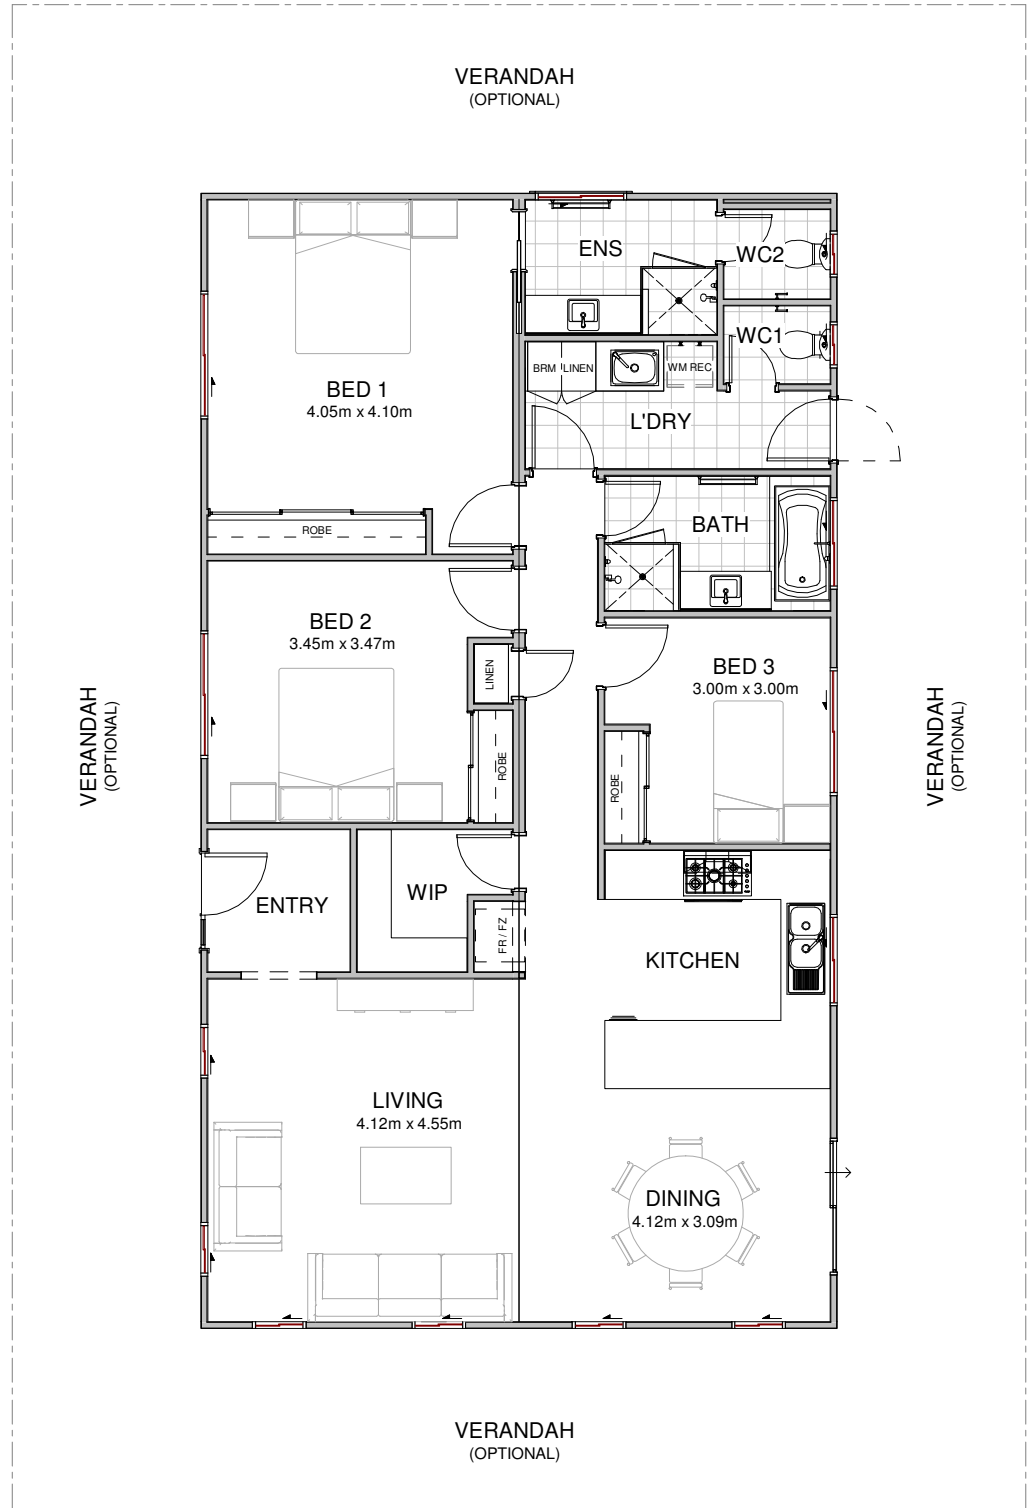 VERANDAH
(OPTIONAL)
ENS
WC2
WC1
BED 1
4.05m x 4.10m
BRM
LINEN
WM REC
L'DRY
ROBE
BATH
BED 2
3.45m x 3.47m
LINEN
BED 3
3.00m x 3.00m
VERANDAH
(OPTIONAL)
VERANDAH
(OPTIONAL)
ROBE
ROBE
ENTRY
WIP
FR / FZ
KITCHEN
LIVING
4.12m x 4.55m
DINING
4.12m x 3.09m
VERANDAH
(OPTIONAL)